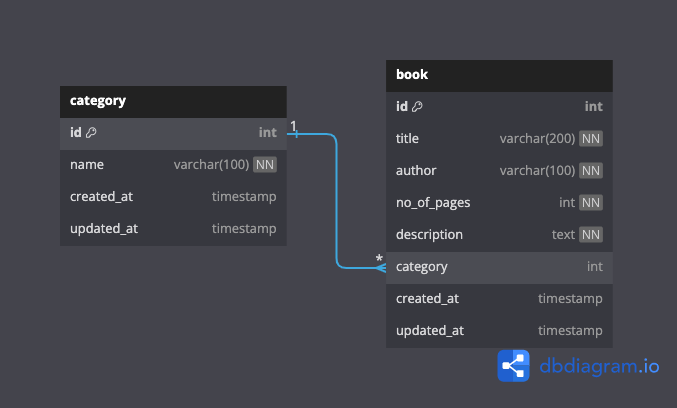 category
id int
name varchar(100) NN
created_at timestamp
updated_at timestamp
1
*
book
id int
title varchar(200) NN
author varchar(100) NN
no_of_pages int NN
description text NN
category int
created_at timestamp
updated_at timestamp
dbdiagram.io